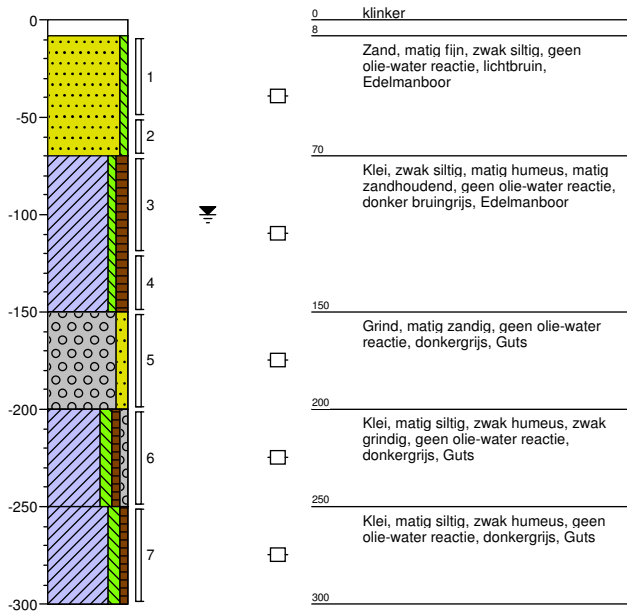 0
-50
-100
-150
-200
-250
-300
1
2
3
4
5
6
7
0 klinker
8
Zand, matig fijn, zwak siltig, geen
olie-water reactie, lichtbruin,
Edelmanboor
70
Klei, zwak siltig, matig humeus, matig
zandhoudend, geen olie-water reactie,
donker bruingrijs, Edelmanboor
150
Grind, matig zandig, geen olie-water
reactie, donkergrijs, Guts
200
Klei, matig siltig, zwak humeus, zwak
grindig, geen olie-water reactie,
donkergrijs, Guts
250
Klei, matig siltig, zwak humeus, geen
olie-water reactie, donkergrijs, Guts
300